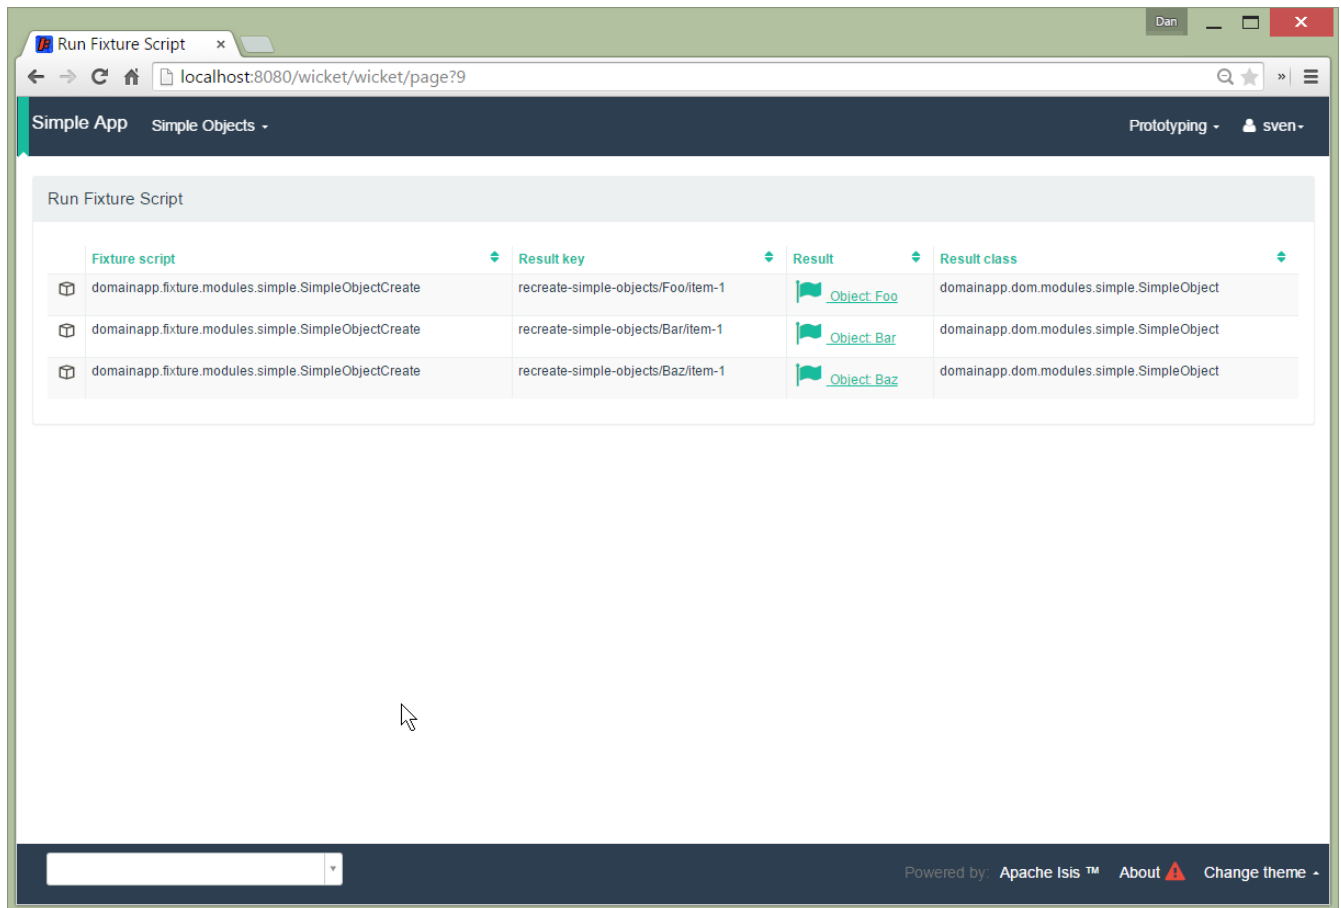 Dan
Run Fixture Script
localhost:8080/wicket/wicket/page?9
Simple App Simple Objects Prototyping sven
Run Fixture Script
Fixture script Result key Result Result class
domainapp.fixture.modules.simple.SimpleObjectCreate recreate-simple-objects/Foo/item-1 Object: Foo domainapp.dom.modules.simple.SimpleObject
domainapp.fixture.modules.simple.SimpleObjectCreate recreate-simple-objects/Bar/item-1 Object: Bar domainapp.dom.modules.simple.SimpleObject
domainapp.fixture.modules.simple.SimpleObjectCreate recreate-simple-objects/Baz/item-1 Object: Baz domainapp.dom.modules.simple.SimpleObject
Powered by: Apache Isis ™ About Change theme